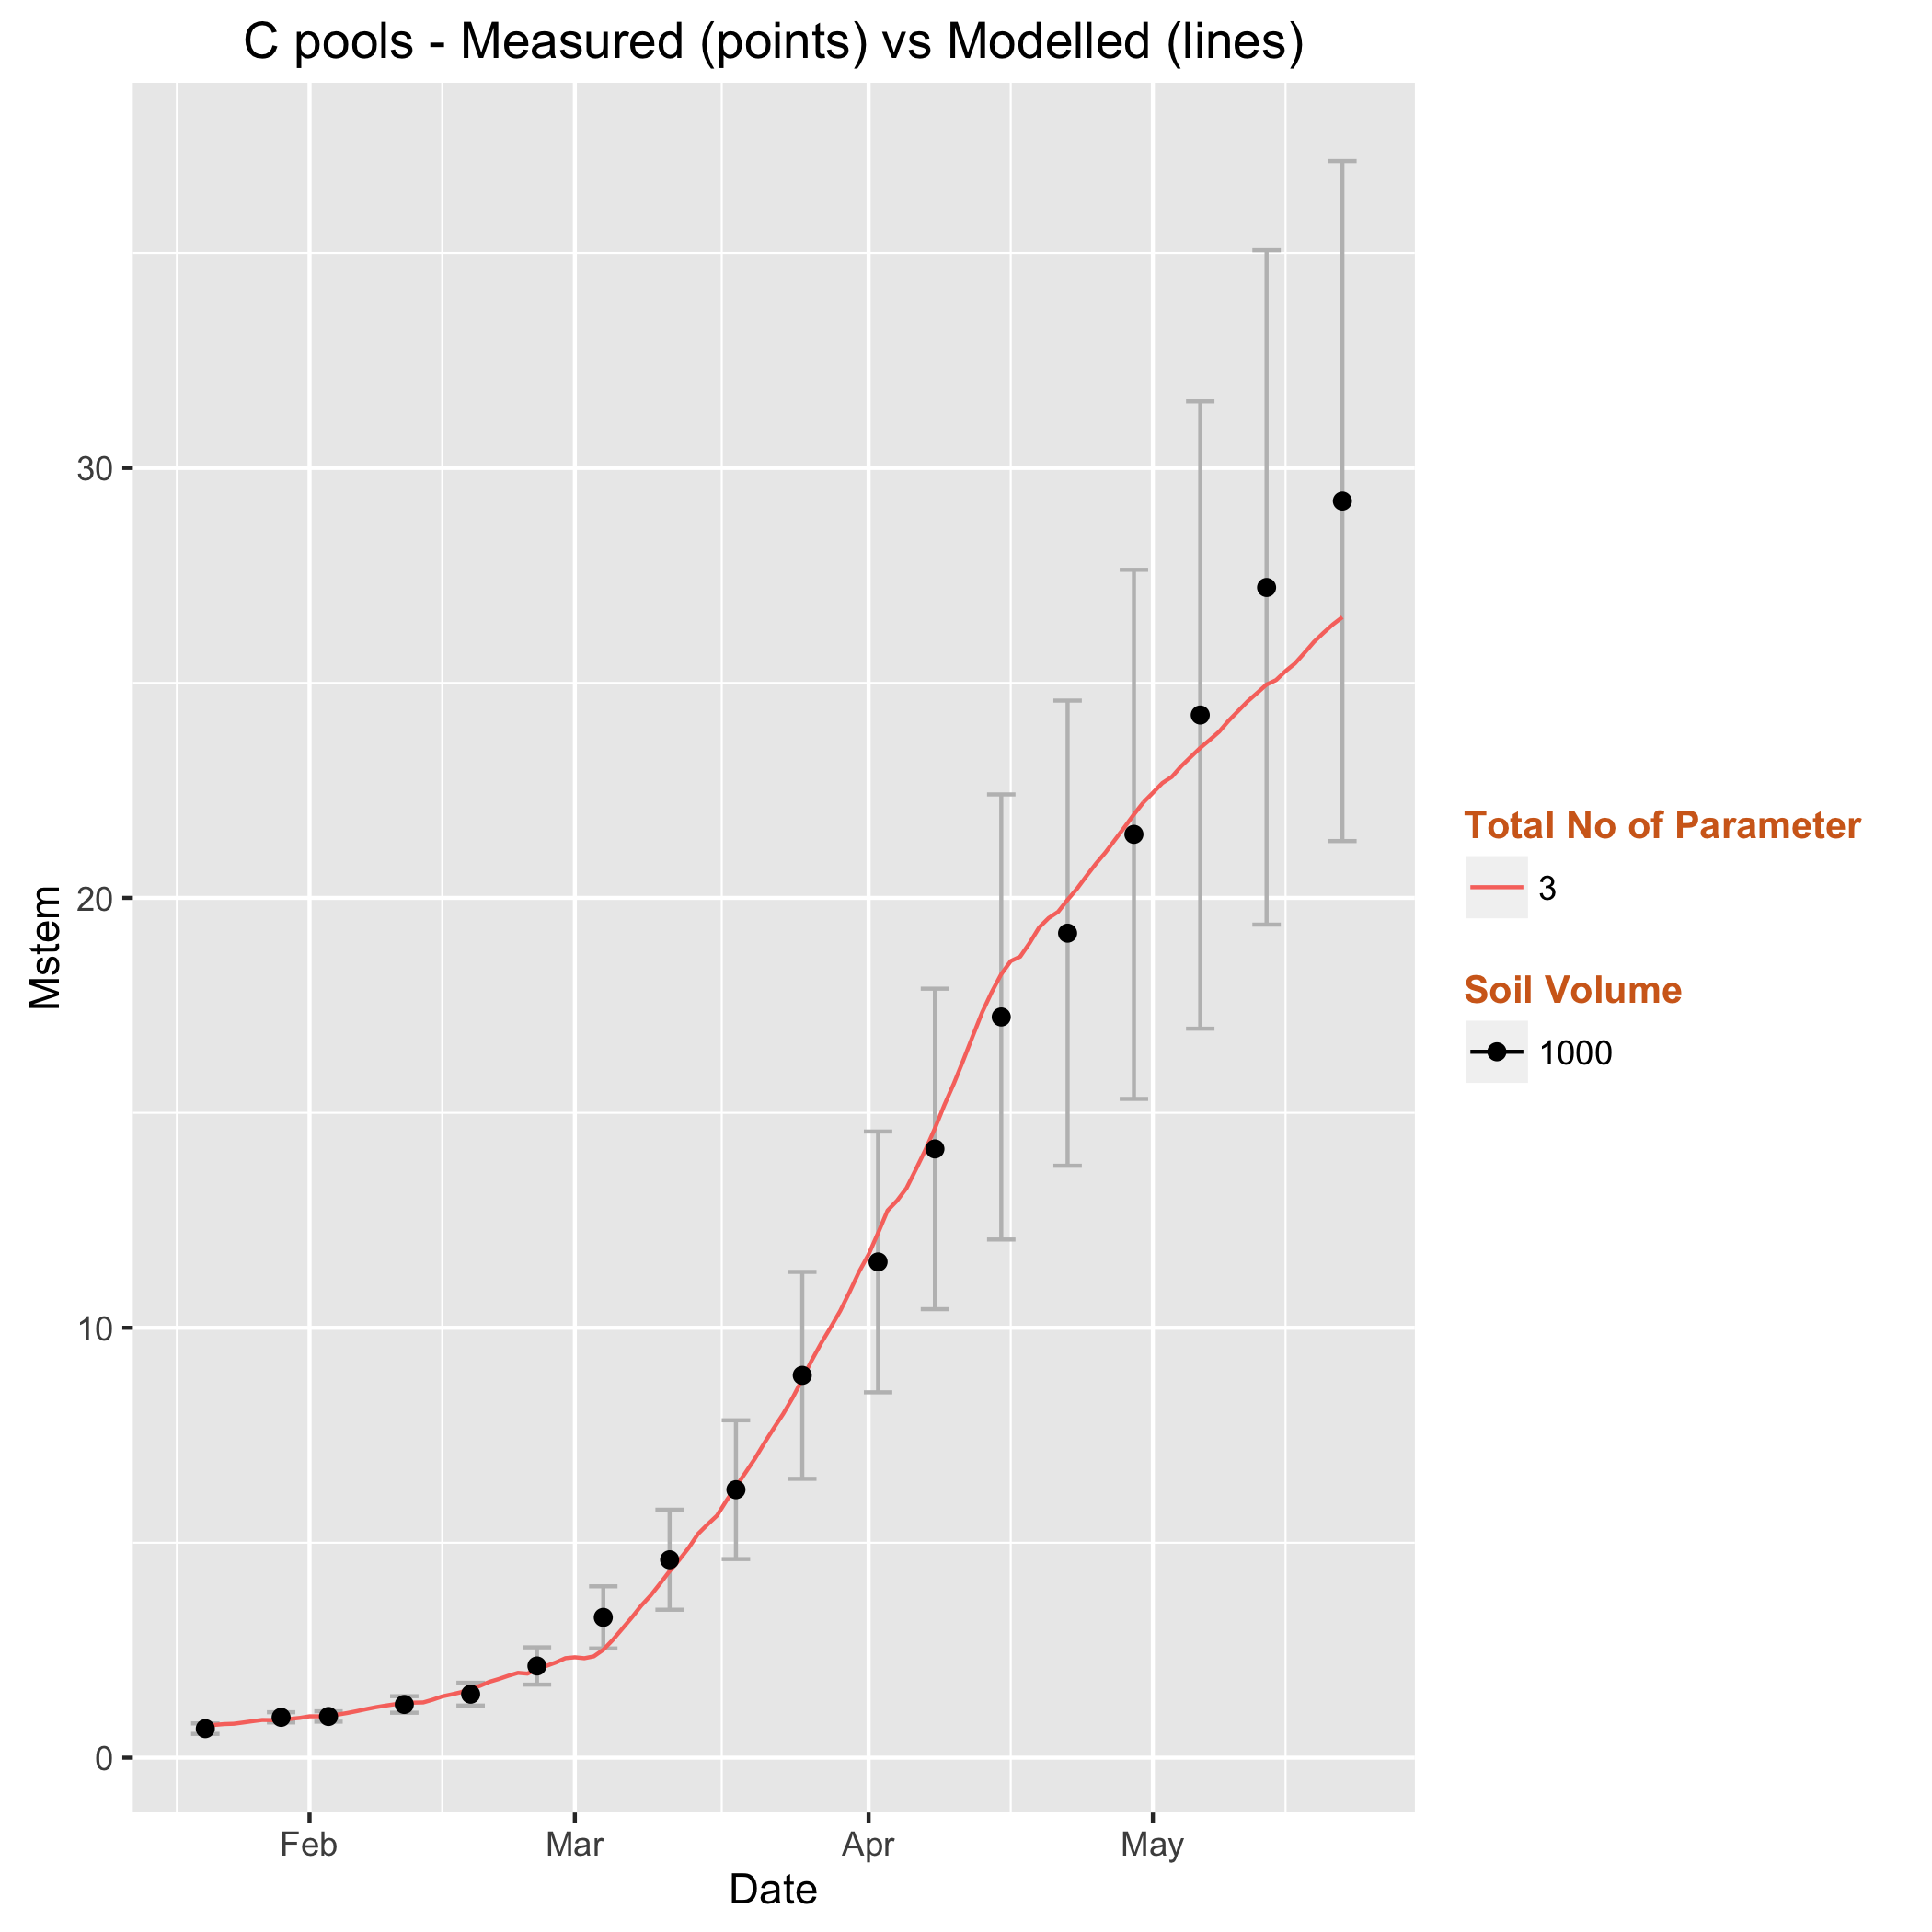 C pools - Measured (points) vs Modelled (lines)
Mstem
30
20
10
0
Feb Mar Apr May
Date
Total No of Parameter
3
Soil Volume
1000